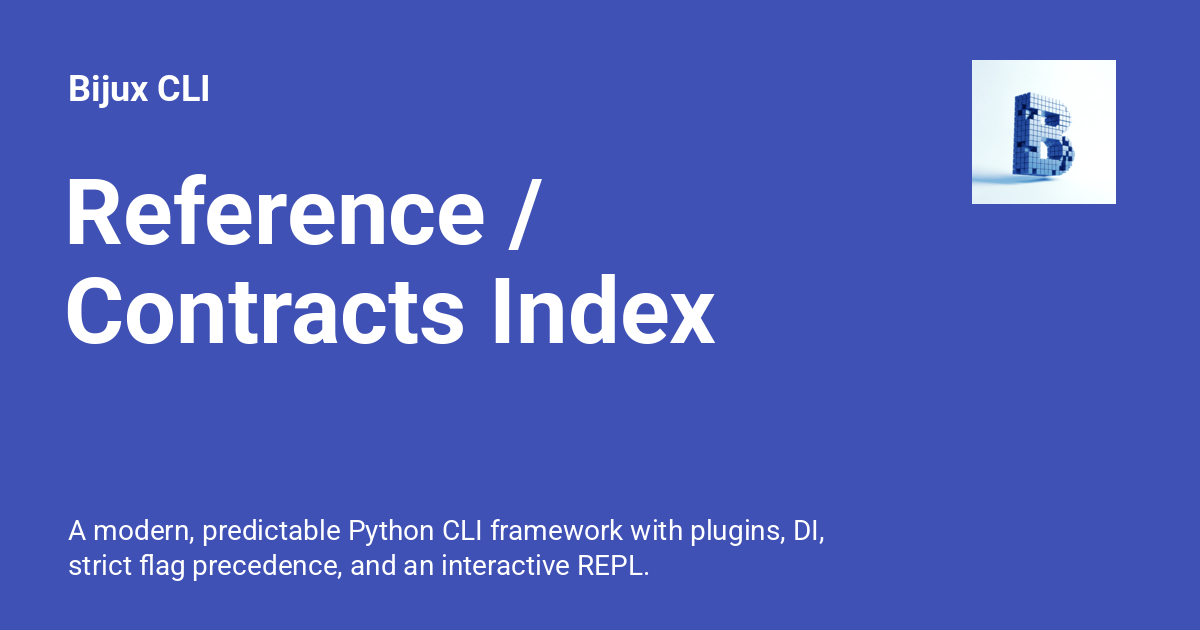 Bijux CLI
Reference /
Contracts Index
A modern, predictable Python CLI framework with plugins, DI,
strict flag precedence, and an interactive REPL.
B